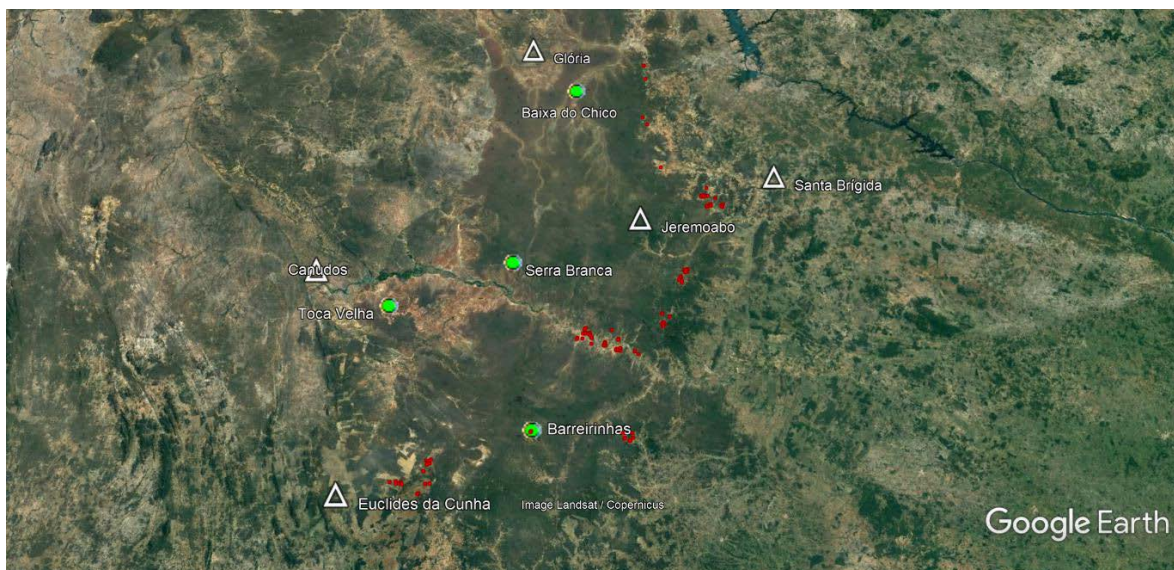 Glória
Baixa do Chico
Santa Brígida
Jeremoabo
Canudos
Serra Branca
Toca Velha
Barreirinhas
Euclides da Cunha
Image Landsat / Copernicus
Google Earth